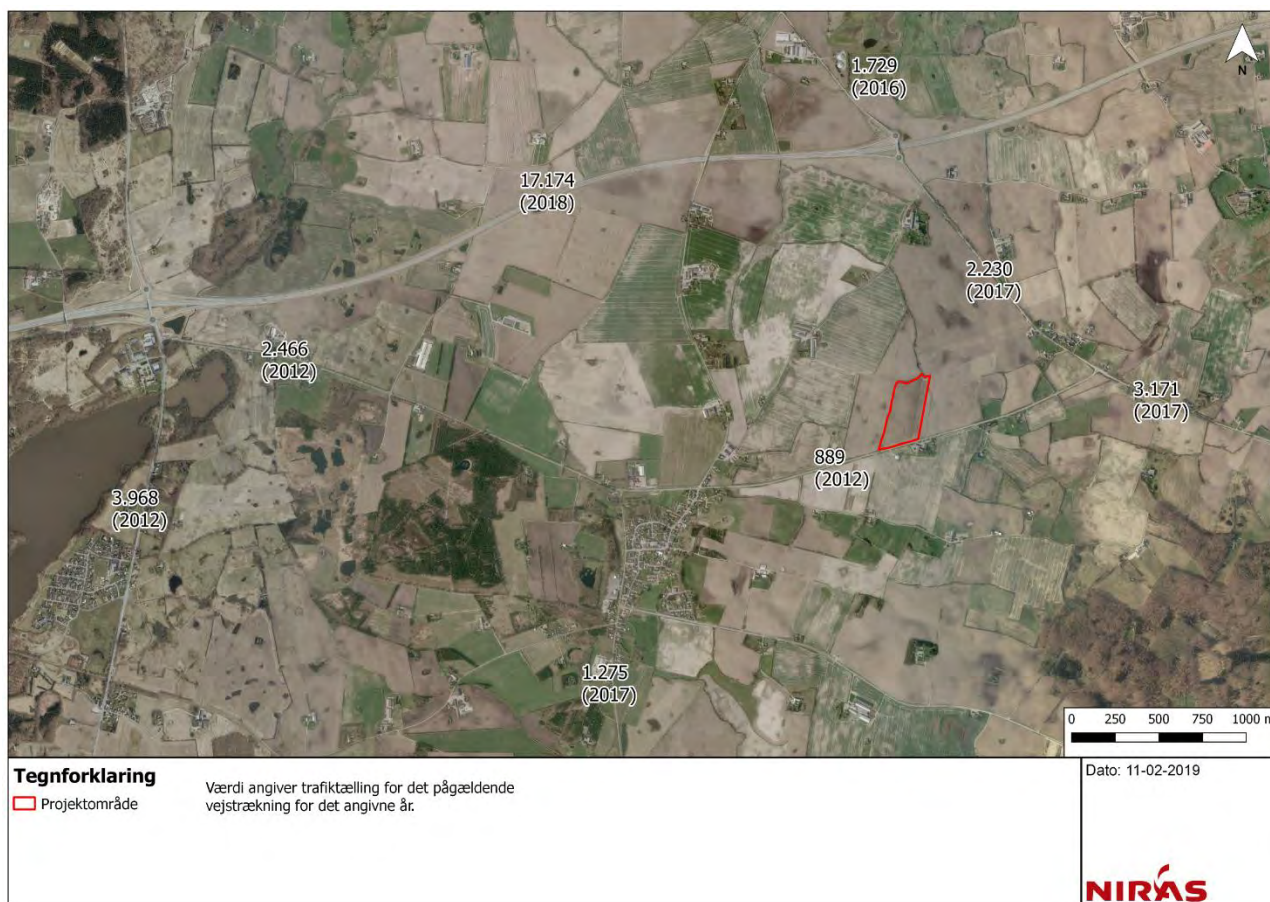 1.729
(2016)
N
17.174
(2018)
2.230
(2017)
2.466
(2012)
3.171
(2017)
889
(2012)
3.968
(2012)
1.275
(2017)
0 250 500 750 1000 m
Tegnforklaring
Projektområde
Værdi angiver trafiktælling for det pågældende
vejstrækning for det angivne år.
Dato: 11-02-2019
NIRAS